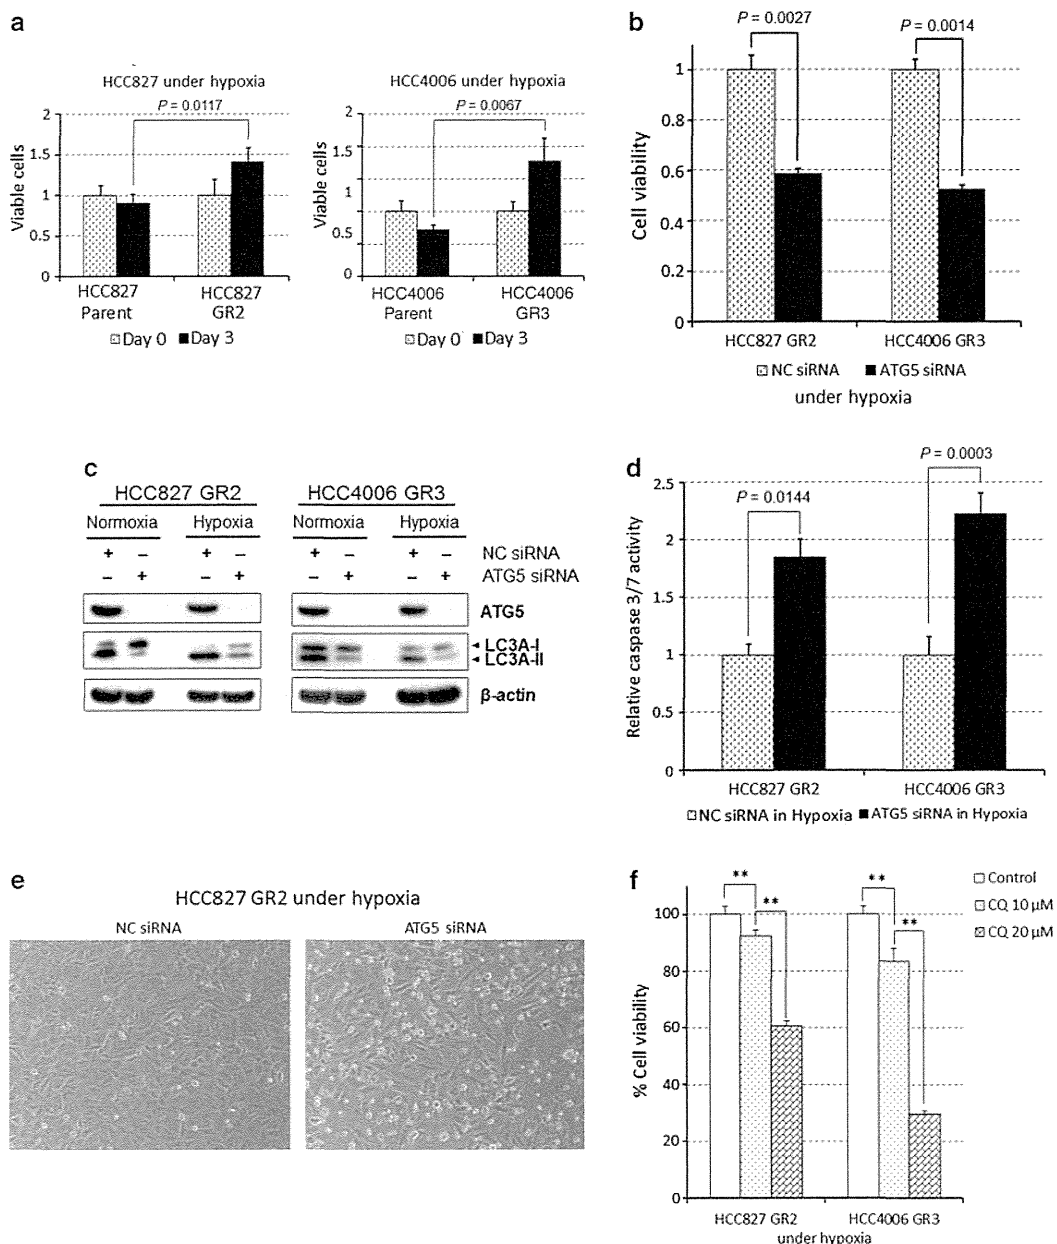 a
HCC827 under hypoxia
P = 0.0117
Viable cells
2
1.5
1
0.5
0
HCC827 Parent
HCC827 GR2
Day 0 Day 3
HCC4006 under hypoxia
P = 0.0067
Viable cells
2
2
1.5
1
0.5
0
HCC4006 Parent
HCC4006 GR3
Day 0 Day 3
b
P = 0.0027
P = 0.0014
Cell viability
1
0.8
0.6
0.4
0.2
0
HCC827 GR2
HCC4006 GR3
NC siRNA ATG5 siRNA
under hypoxia
c
HCC827 GR2 HCC4006 GR3
Normoxia Hypoxia Normoxia Hypoxia
+ – + – + – + – NC siRNA
– + – + – + – + ATG5 siRNA
ATG5
LC3A-I
LC3A-II
β-actin
d
P = 0.0144
P = 0.0003
Relative caspase 3/7 activity
2.5
2
1.5
1
0.5
0
HCC827 GR2
HCC4006 GR3
NC siRNA in Hypoxia ATG5 siRNA in Hypoxia
e
HCC827 GR2 under hypoxia
NC siRNA
ATG5 siRNA
f
** ** ** **
Control
CQ 10 µM
CQ 20 µM
% Cell viability
100
80
60
40
20
0
HCC827 GR2
HCC4006 GR3
under hypoxia